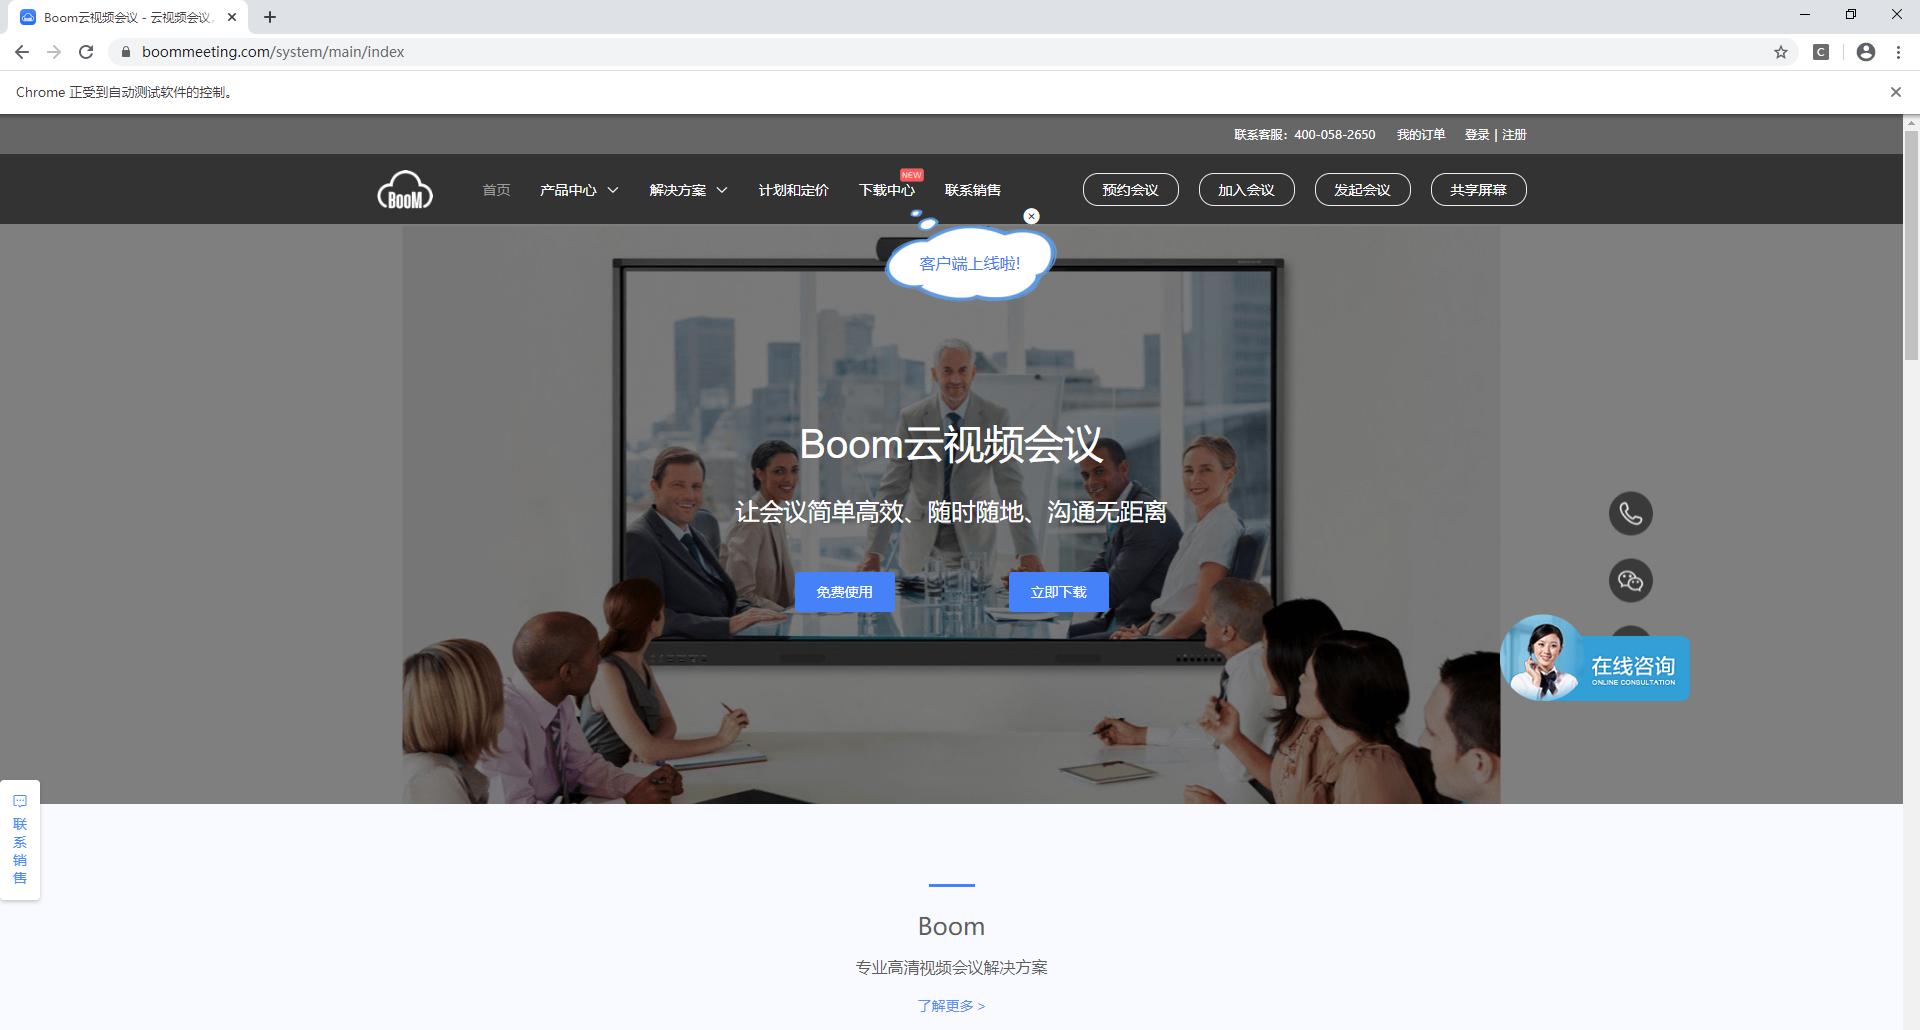 Boom云视频会议 - 云视频会议,
boommeeting.com/system/main/index
Chrome 正受到自动测试软件的控制。
联系客服：400-058-2650 我的订单 登录 | 注册
BOOM 首页 产品中心 解决方案 计划和定价 下载中心 NEW 联系销售 预约会议 加入会议 发起会议 共享屏幕
客户端上线啦!
Boom云视频会议
让会议简单高效、随时随地、沟通无距离
免费使用 立即下载
在线咨询
ONLINE CONSULTATION
联系销售
Boom
专业高清视频会议解决方案
了解更多 >